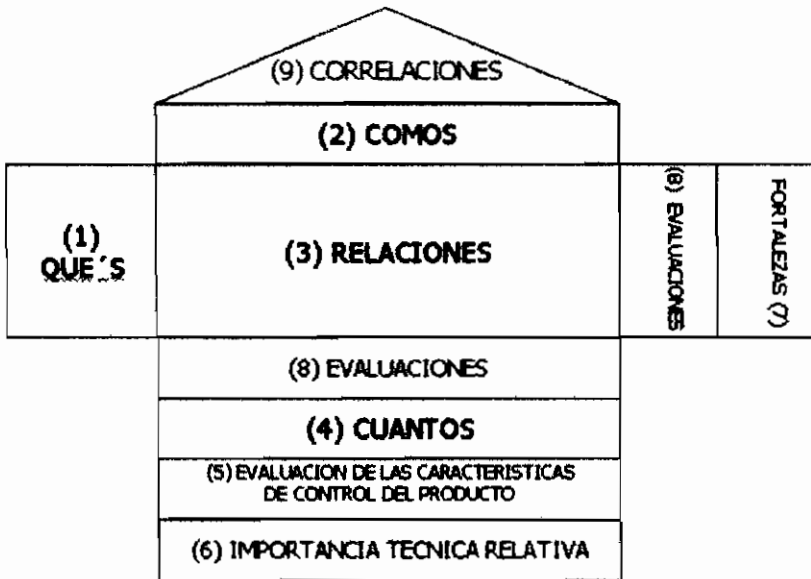 (9) CORRELACIONES
(2) COMOS
(1)
QUE´S
(3) RELACIONES
(8) EVALUACIONES
FORTALEZAS (7)
(8) EVALUACIONES
(4) CUANTOS
(5) EVALUACION DE LAS CARACTERISTICAS
DE CONTROL DEL PRODUCTO
(6) IMPORTANCIA TECNICA RELATIVA